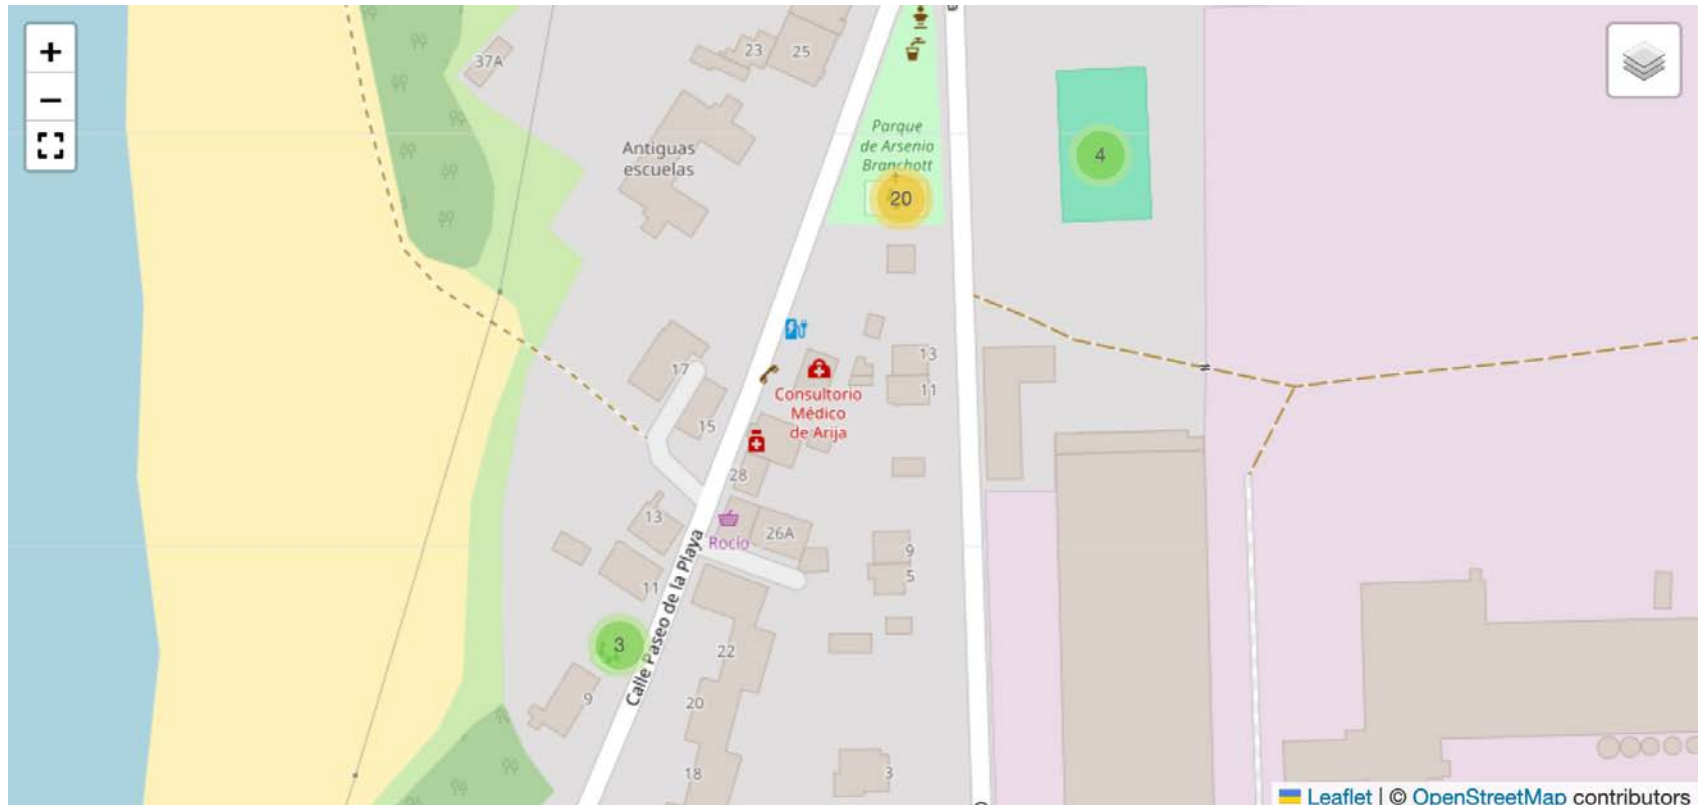 +
−
37A
23
25
Antiguas
escuelas
Parque
de Arsenio
Branchott
20
4
17
15
13
11
Consultorio
Médico
de Arija
28
13
Rocío
26A
9
5
11
3
Calle Paseo de la Playa
22
9
20
18
3
Leaflet | © OpenStreetMap contributors